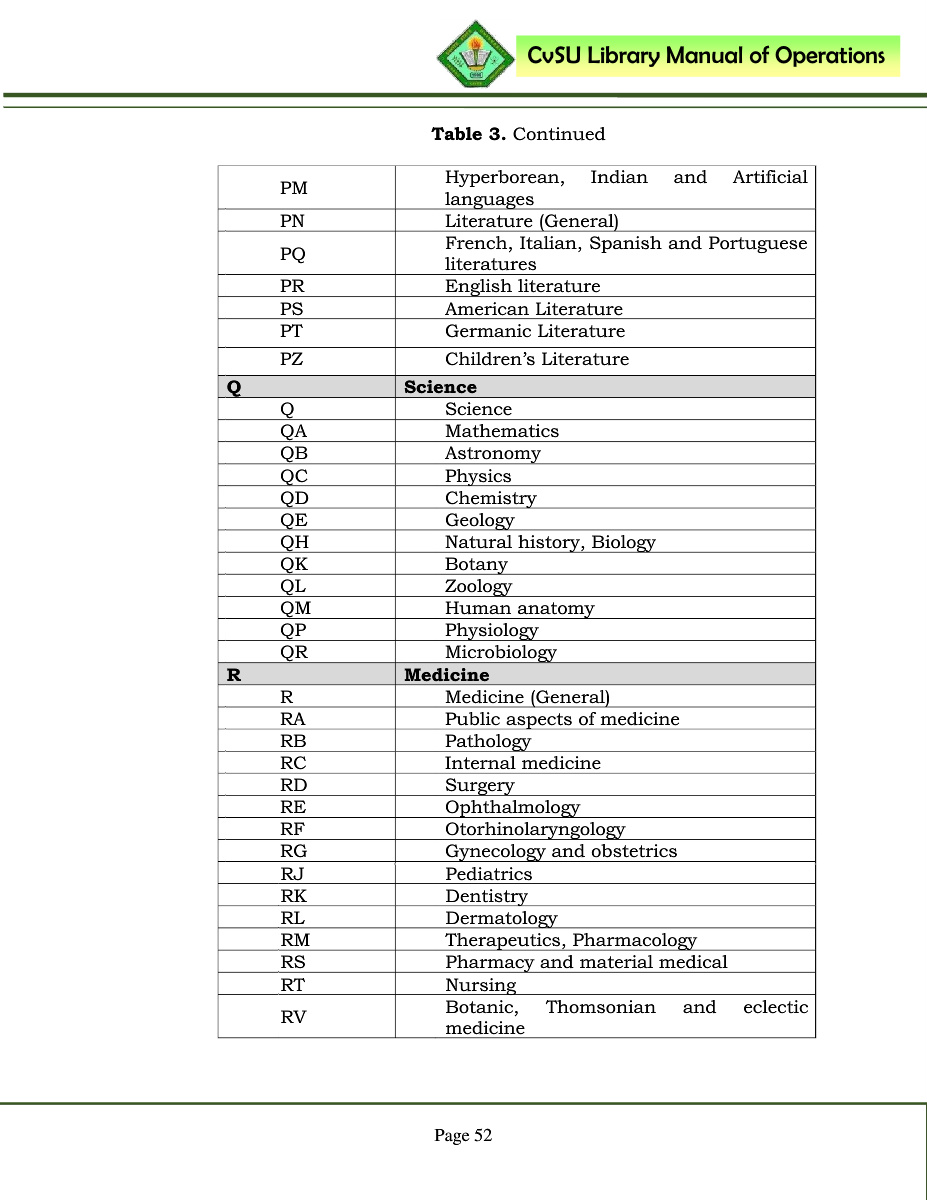 CvSU Library Manual of Operations
Table 3. Continued
PM Hyperborean, Indian and Artificial
languages
PN Literature (General)
PQ French, Italian, Spanish and Portuguese
literatures
PR English literature
PS American Literature
PT Germanic Literature
PZ Children’s Literature
Q Science
Q Science
QA Mathematics
QB Astronomy
QC Physics
QD Chemistry
QE Geology
QH Natural history, Biology
QK Botany
QL Zoology
QM Human anatomy
QP Physiology
QR Microbiology
R Medicine
R Medicine (General)
RA Public aspects of medicine
RB Pathology
RC Internal medicine
RD Surgery
RE Ophthalmology
RF Otorhinolaryngology
RG Gynecology and obstetrics
RJ Pediatrics
RK Dentistry
RL Dermatology
RM Therapeutics, Pharmacology
RS Pharmacy and material medical
RT Nursing
RV Botanic, Thomsonian and eclectic
medicine
Page 52